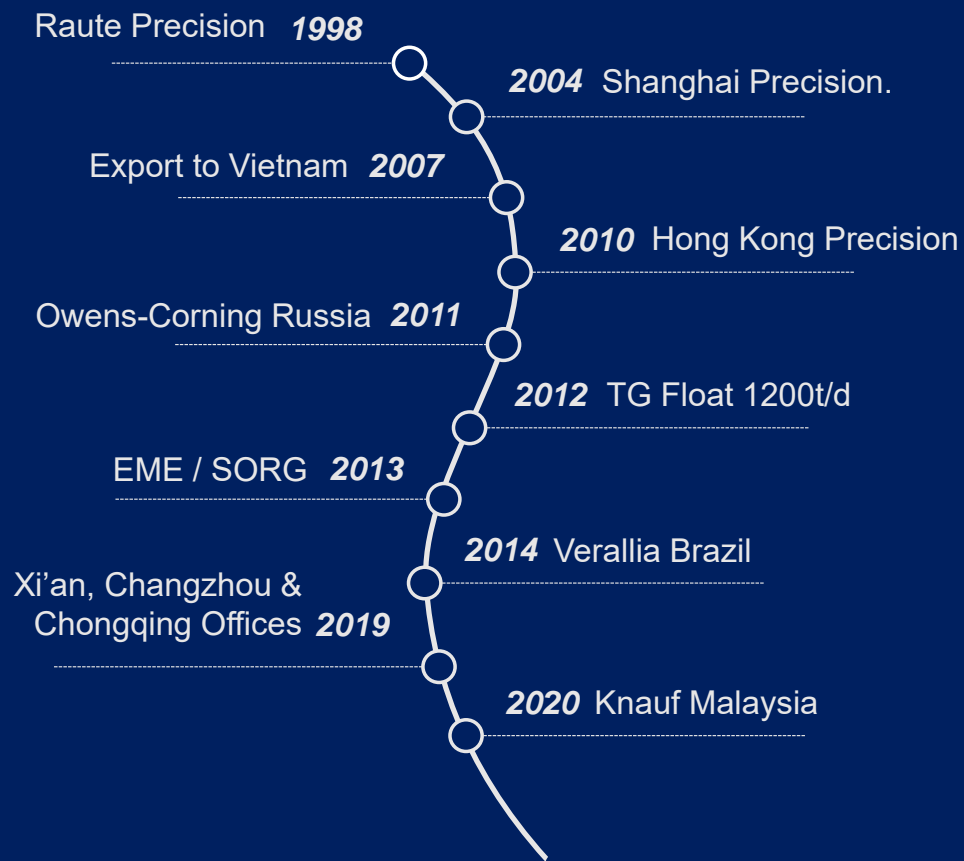 Raute Precision 1998
2004 Shanghai Precision.
Export to Vietnam 2007
2010 Hong Kong Precision
Owens-Corning Russia 2011
2012 TG Float 1200t/d
EME / SORG 2013
2014 Verallia Brazil
Xi’an, Changzhou &
Chongqing Offices 2019
2020 Knauf Malaysia